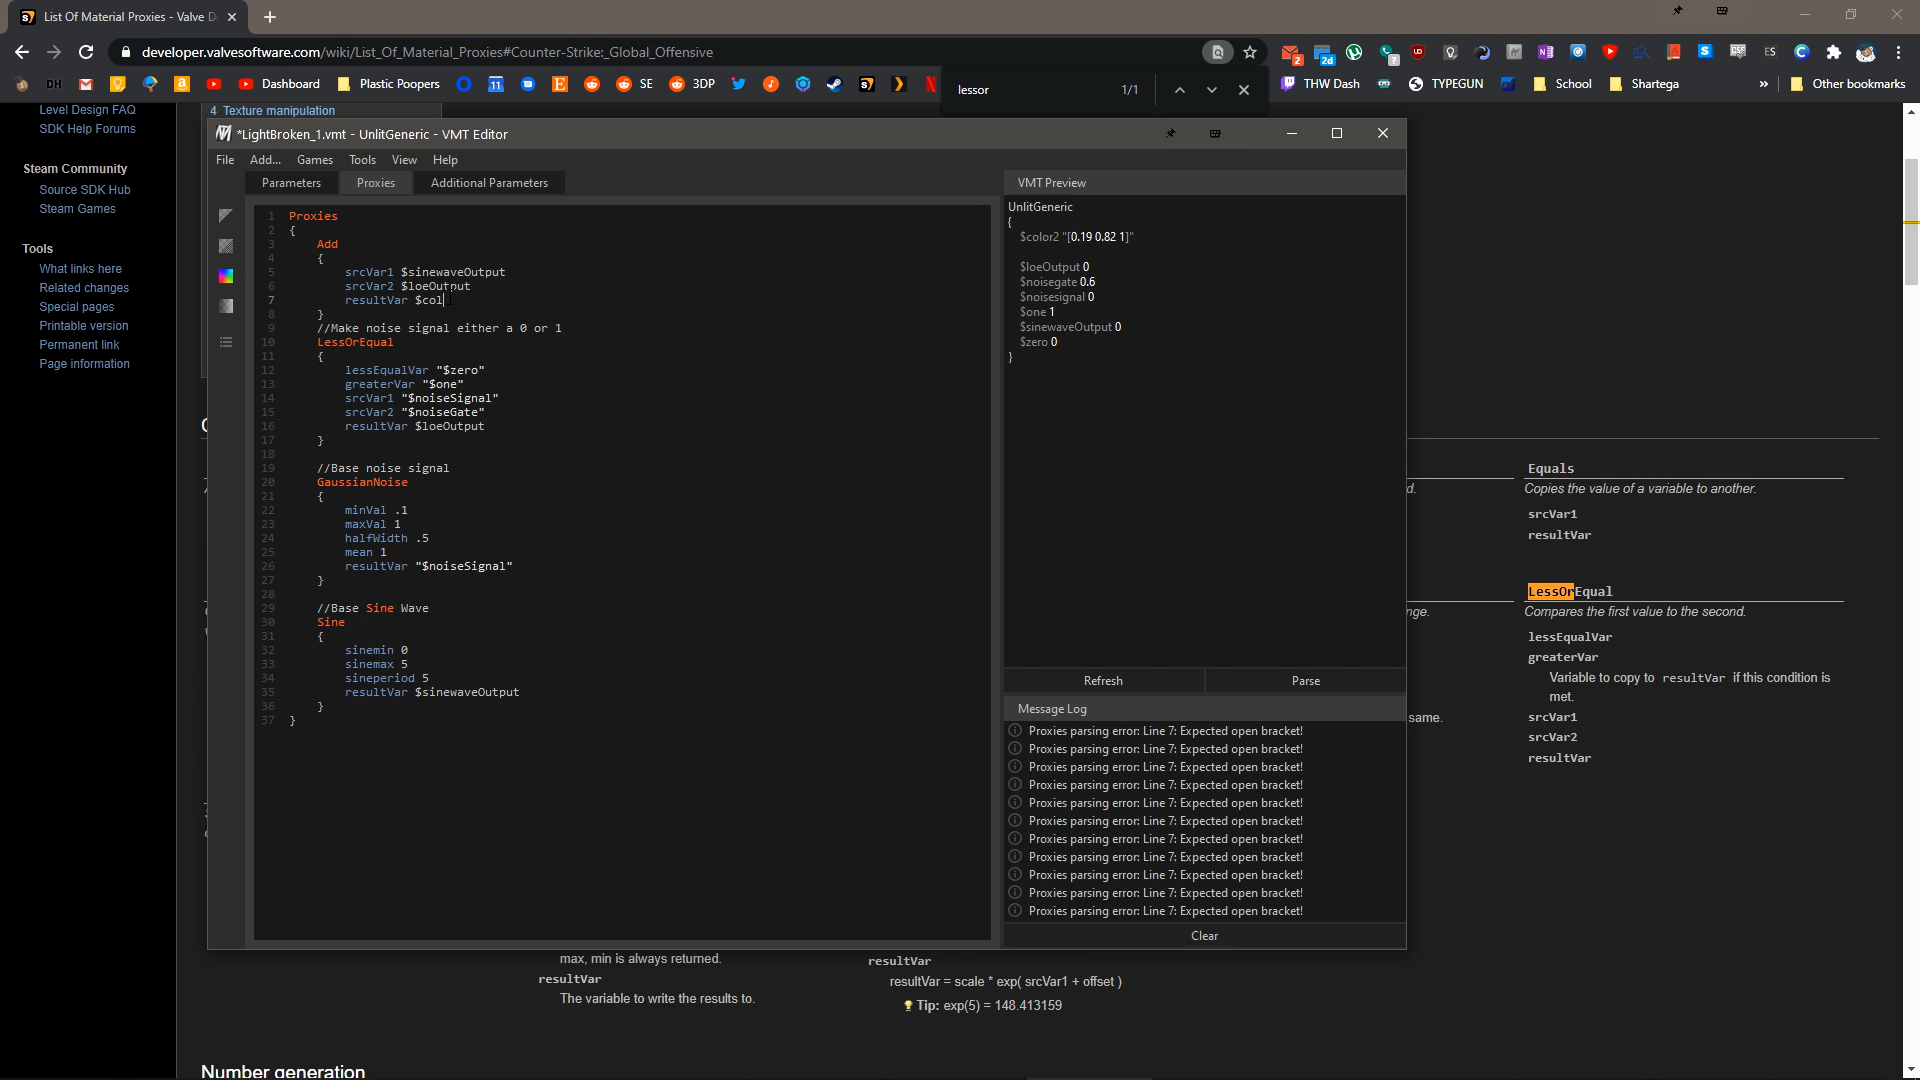 List Of Material Proxies - Valve D
developer.valvesoftware.com/wiki/List_Of_Material_Proxies#Counter-Strike:_Global_Offensive
Dashboard
Plastic Poopers
SE
3DP
THW Dash
TYPEGUN
School
Shartega
Other bookmarks
lessor
1/1
Level Design FAQ
SDK Help Forums
Steam Community
Source SDK Hub
Steam Games
Tools
What links here
Related changes
Special pages
Printable version
Permanent link
Page information
4 Texture manipulation
*LightBroken_1.vmt - UnlitGeneric - VMT Editor
File Add... Games Tools View Help
Parameters Proxies Additional Parameters
1 Proxies
2 {
3 Add
4 {
5 srcVar1 $sinewaveOutput
6 srcVar2 $loeOutput
7 resultVar $col
8 }
9 //Make noise signal either a 0 or 1
10 LessOrEqual
11 {
12 lessEqualVar "$zero"
13 greaterVar "$one"
14 srcVar1 "$noiseSignal"
15 srcVar2 "$noiseGate"
16 resultVar $loeOutput
17 }
18
19 //Base noise signal
20 GaussianNoise
21 {
22 minVal .1
23 maxVal 1
24 halfWidth .5
25 mean 1
26 resultVar "$noiseSignal"
27 }
28
29 //Base Sine Wave
30 Sine
31 {
32 sinemin 0
33 sinemax 5
34 sineperiod 5
35 resultVar $sinewaveOutput
36 }
37 }
VMT Preview
UnlitGeneric
{
$color2 "[0.19 0.82 1]"
$loeOutput 0
$noisegate 0.6
$noisesignal 0
$one 1
$sinewaveOutput 0
$zero 0
}
Refresh Parse
Message Log
Proxies parsing error: Line 7: Expected open bracket!
Proxies parsing error: Line 7: Expected open bracket!
Proxies parsing error: Line 7: Expected open bracket!
Proxies parsing error: Line 7: Expected open bracket!
Proxies parsing error: Line 7: Expected open bracket!
Proxies parsing error: Line 7: Expected open bracket!
Proxies parsing error: Line 7: Expected open bracket!
Proxies parsing error: Line 7: Expected open bracket!
Proxies parsing error: Line 7: Expected open bracket!
Proxies parsing error: Line 7: Expected open bracket!
Proxies parsing error: Line 7: Expected open bracket!
Clear
Equals
Copies the value of a variable to another.
srcVar1
resultVar
LessOrEqual
Compares the first value to the second.
lessEqualVar
greaterVar
Variable to copy to resultVar if this condition is
met.
srcVar1
srcVar2
resultVar
same.
max, min is always returned.
resultVar
The variable to write the results to.
resultVar
resultVar = scale * exp( srcVar1 + offset )
Tip: exp(5) = 148.413159
Number generation